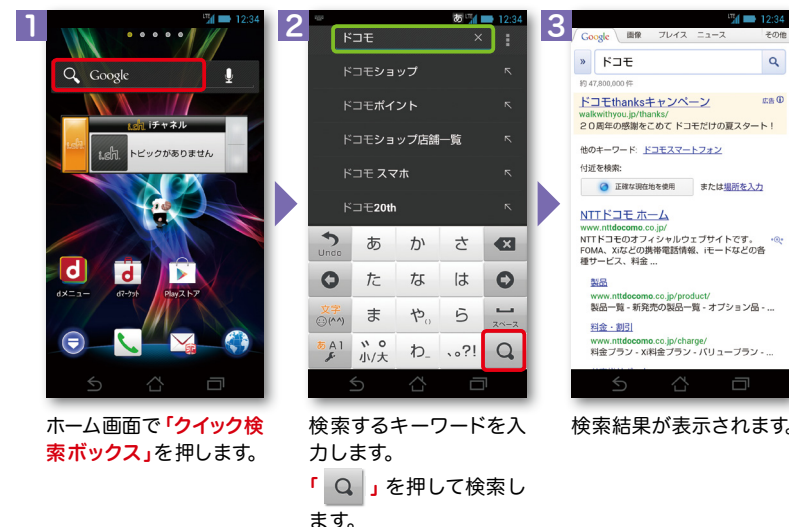 1
LTE 12:34
Google
i.ch. iチャネル
i.ch.
トピックがありません
dメニュー
dマーケット
Playストア
ホーム画面で「クイック検
索ボックス」を押します。
2
あ LTE 12:34
ドコモ ×
ドコモショップ
ドコモポイント
ドコモショップ店舗一覧
ドコモ スマホ
ドコモ20th
Undo あ か さ
た な は
文字 (^^) ま や() ら スペース
あA1 小/大 わ_ 、。?!
検索するキーワードを入
力します。
「 」を押して検索し
ます。
3
LTE 12:34
Google 画像 プレイス ニュース その他
» ドコモ
約 47,800,000 件
ドコモthanksキャンペーン 広告
walkwithyou.jp/thanks/
20周年の感謝をこめて ドコモだけの夏スタート！
他のキーワード: ドコモスマートフォン
付近を検索:
正確な現在地を使用 または場所を入力
NTTドコモ ホーム
www.nttdocomo.co.jp/
NTTドコモのオフィシャルウェブサイトです。
FOMA、Xiなどの携帯電話情報、iモードなどの各
種サービス、料金 ...
製品
www.nttdocomo.co.jp/product/
製品一覧 - 新発売の製品一覧 - オプション品 - ...
料金・割引
www.nttdocomo.co.jp/charge/
料金プラン - Xi料金プラン - バリュープラン - ...
検索結果が表示されます。